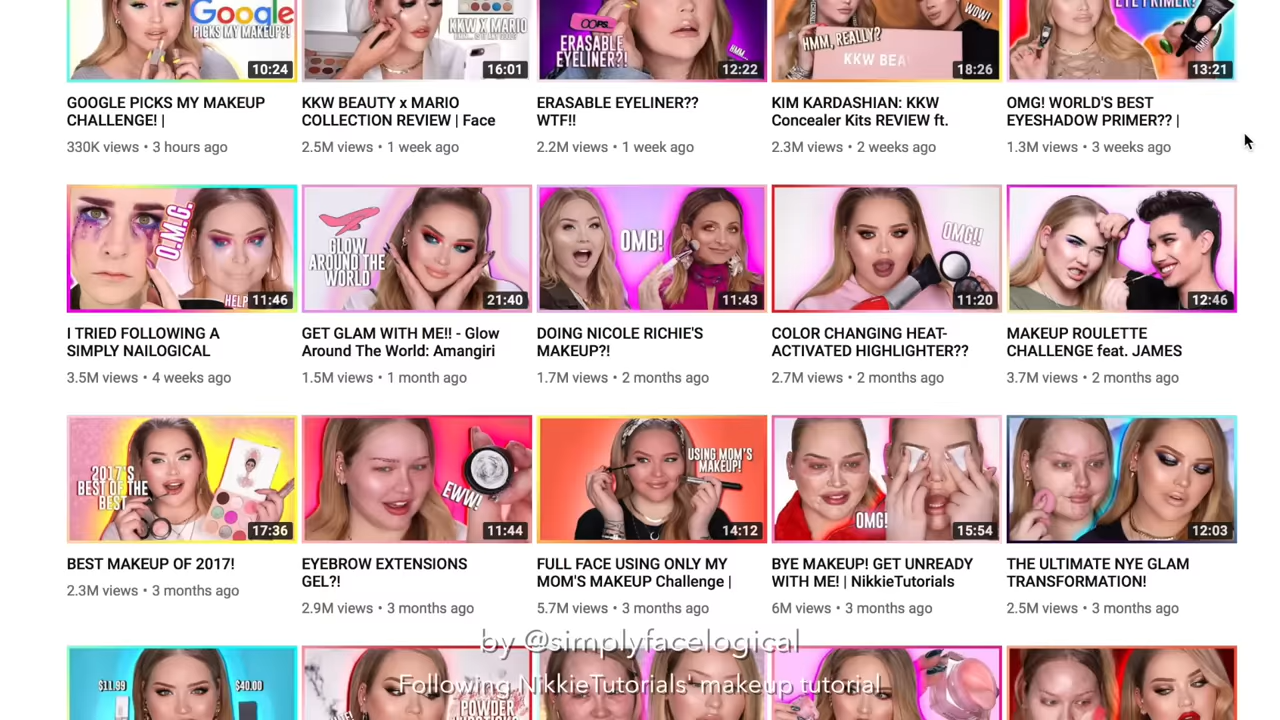 Google
PICKS MY MAKEUP?!
10:24
KKW X MARIO
16:01
OOPS..
ERASABLE
EYELINER?!
HMM..
12:22
WOW!
HMM, REALLY?
KKW BEA
18:26
EYE PRIMER?
OMG!
13:21
GOOGLE PICKS MY MAKEUP
CHALLENGE! |
330K views • 3 hours ago
KKW BEAUTY x MARIO
COLLECTION REVIEW | Face
2.5M views • 1 week ago
ERASABLE EYELINER??
WTF!!
2.2M views • 1 week ago
KIM KARDASHIAN: KKW
Concealer Kits REVIEW ft.
2.3M views • 2 weeks ago
OMG! WORLD'S BEST
EYESHADOW PRIMER?? |
1.3M views • 3 weeks ago
O.M.G.
HELP
11:46
GLOW
AROUND THE
WORLD
21:40
OMG!
11:43
OMG!!
11:20
12:46
I TRIED FOLLOWING A
SIMPLY NAILOGICAL
3.5M views • 4 weeks ago
GET GLAM WITH ME!! - Glow
Around The World: Amangiri
1.5M views • 1 month ago
DOING NICOLE RICHIE'S
MAKEUP?!
1.7M views • 2 months ago
COLOR CHANGING HEAT-
ACTIVATED HIGHLIGHTER??
2.7M views • 2 months ago
MAKEUP ROULETTE
CHALLENGE feat. JAMES
3.7M views • 2 months ago
2017'S
BEST OF THE
BEST
17:36
EWW!
11:44
USING MOM'S
MAKEUP!
14:12
OMG!
15:54
12:03
BEST MAKEUP OF 2017!
2.3M views • 3 months ago
EYEBROW EXTENSIONS
GEL?!
2.9M views • 3 months ago
FULL FACE USING ONLY MY
MOM'S MAKEUP Challenge |
5.7M views • 3 months ago
BYE MAKEUP! GET UNREADY
WITH ME! | NikkieTutorials
6M views • 3 months ago
THE ULTIMATE NYE GLAM
TRANSFORMATION!
2.5M views • 3 months ago
by @simplyfacelogical
$11.99
$40.00
POWDER
Following NikkieTutorials' makeup tutorial